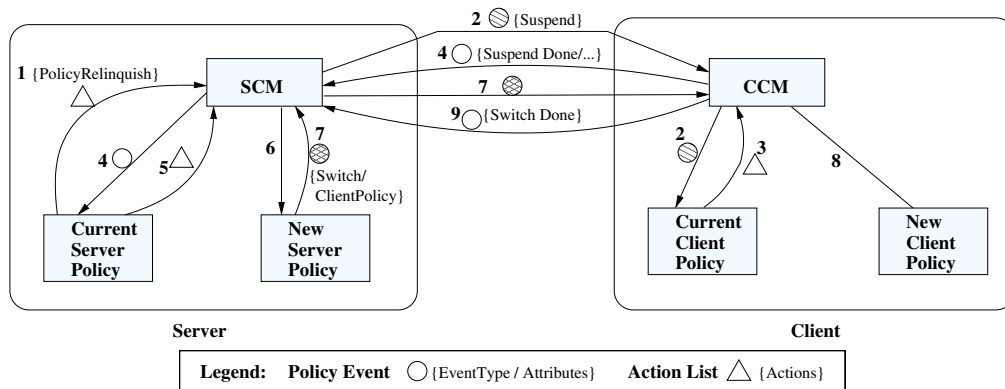 2 {Suspend}
1 {PolicyRelinquish}
4 {Suspend Done/...}
SCM
7
CCM
9 {Switch Done}
4
5
6
7
{Switch/
ClientPolicy}
2
3
8
Current
Server
Policy
New
Server
Policy
Current
Client
Policy
New
Client
Policy
Server
Client
Legend: Policy Event {EventType / Attributes} Action List {Actions}